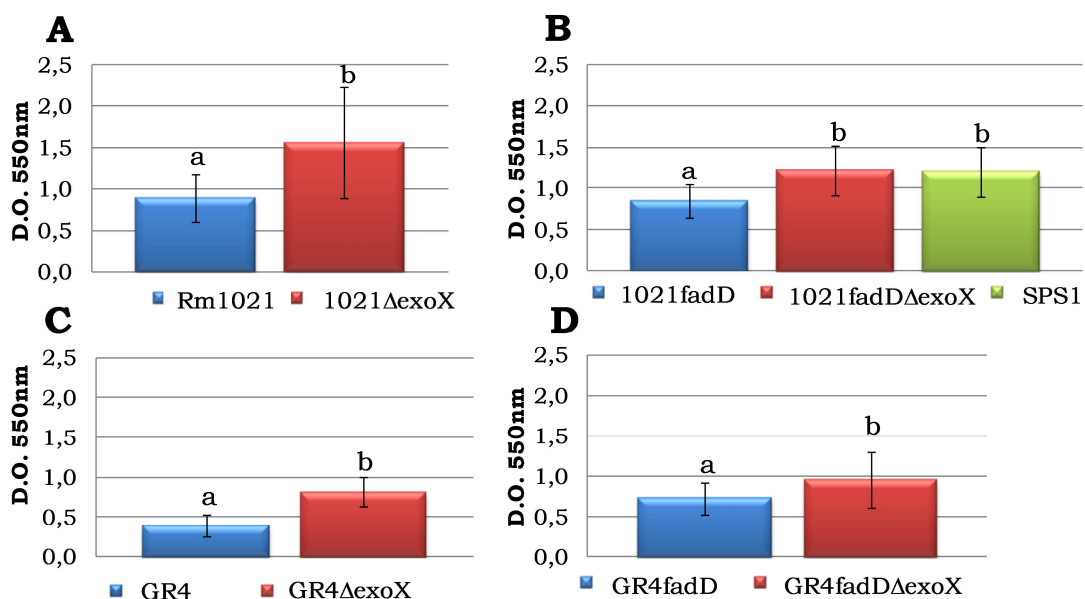 A
D.O. 550nm
2,5
2,0
1,5
1,0
0,5
0,0
a
b
Rm1021 1021ΔexoX
B
D.O. 550nm
2,5
2,0
1,5
1,0
0,5
0,0
a
b
b
1021fadD 1021fadDΔexoX SPS1
C
D.O. 550nm
2,5
2,0
1,5
1,0
0,5
0,0
a
b
GR4 GR4ΔexoX
D
D.O. 550nm
2,5
2,0
1,5
1,0
0,5
0,0
a
b
GR4fadD GR4fadDΔexoX